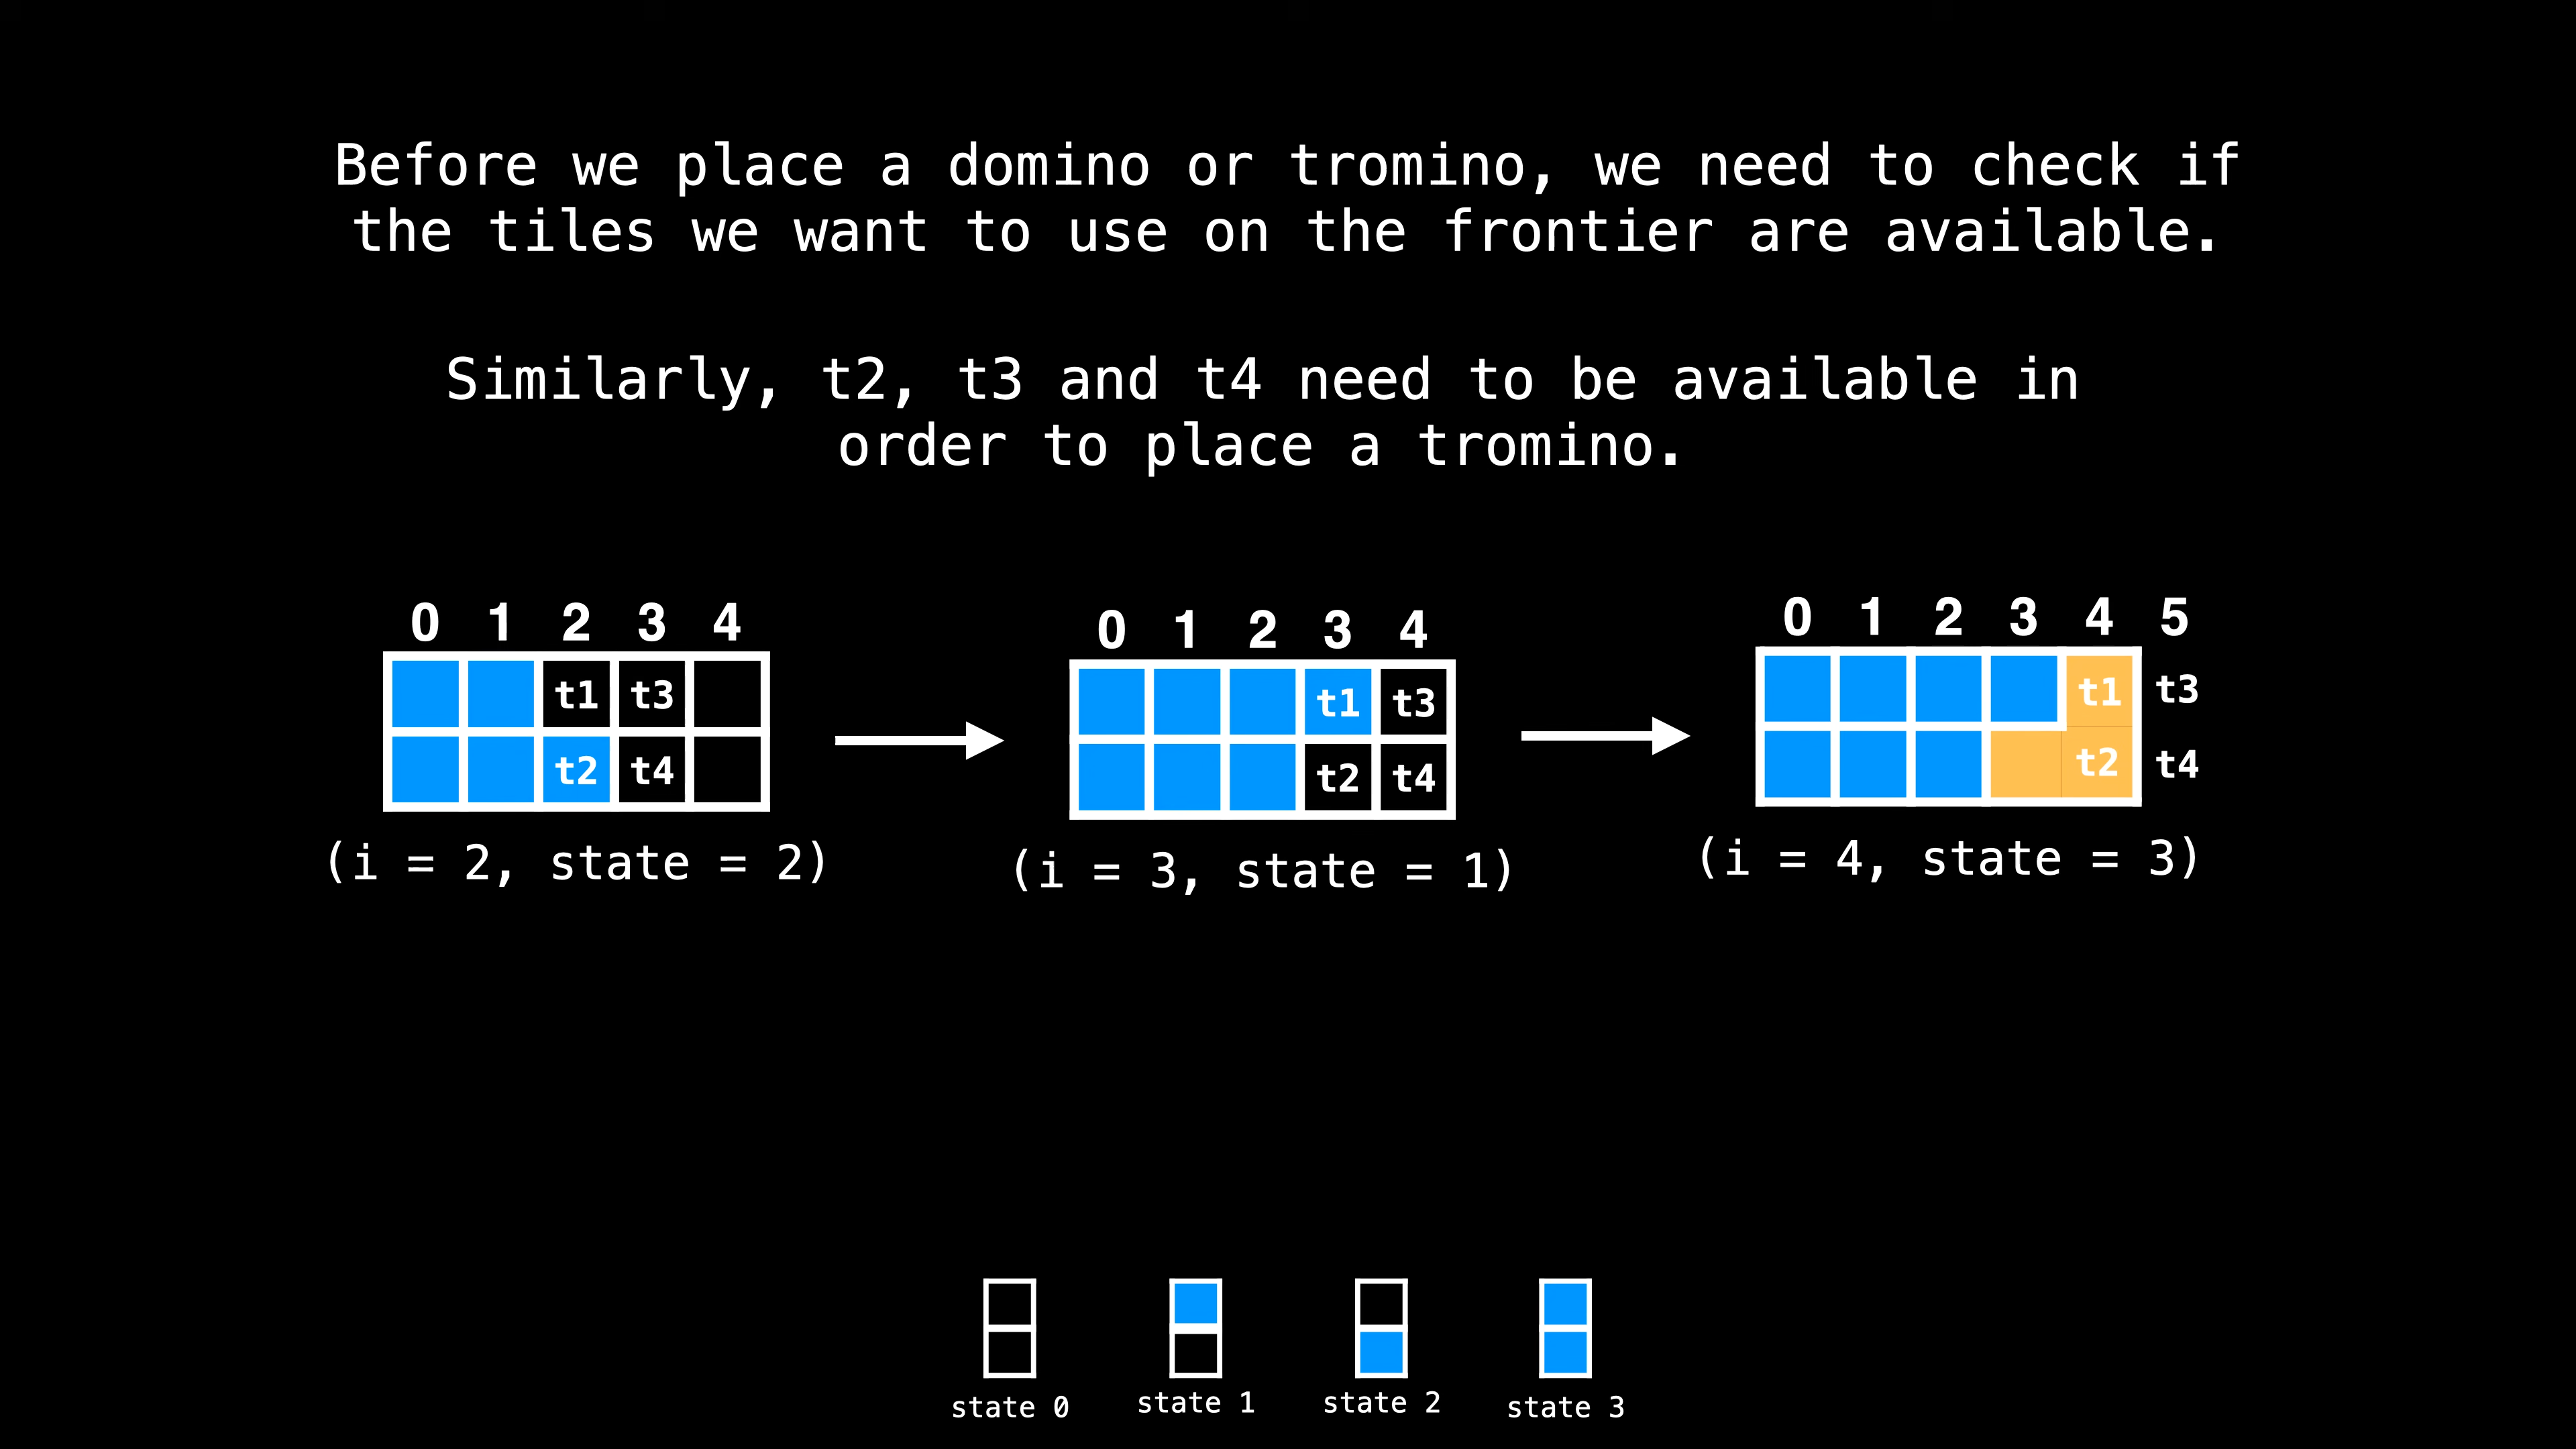 Before we place a domino or tromino, we need to check if
the tiles we want to use on the frontier are available.
Similarly, t2, t3 and t4 need to be available in
order to place a tromino.
0 1 2 3 4
t1 t3
t2 t4
(i = 2, state = 2)
0 1 2 3 4
t1 t3
t2 t4
(i = 3, state = 1)
0 1 2 3 4 5
t1 t3
t2 t4
(i = 4, state = 3)
state 0 state 1 state 2 state 3